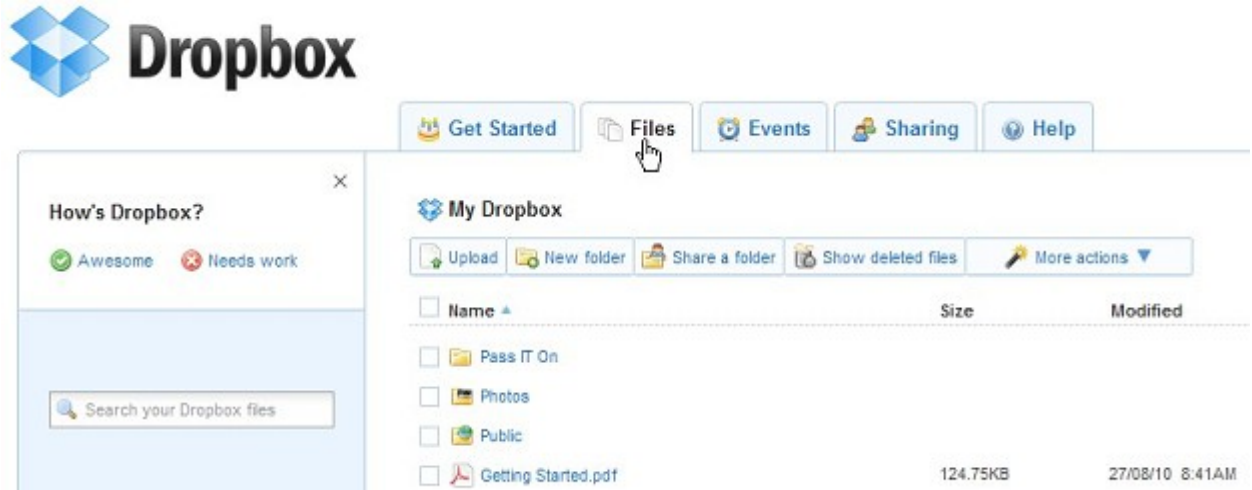 Dropbox
Get Started Files Events Sharing Help
How's Dropbox?
Awesome Needs work
Search your Dropbox files
My Dropbox
Upload New folder Share a folder Show deleted files More actions
Name Size Modified
Pass IT On
Photos
Public
Getting Started.pdf 124.75KB 27/08/10 8:41AM